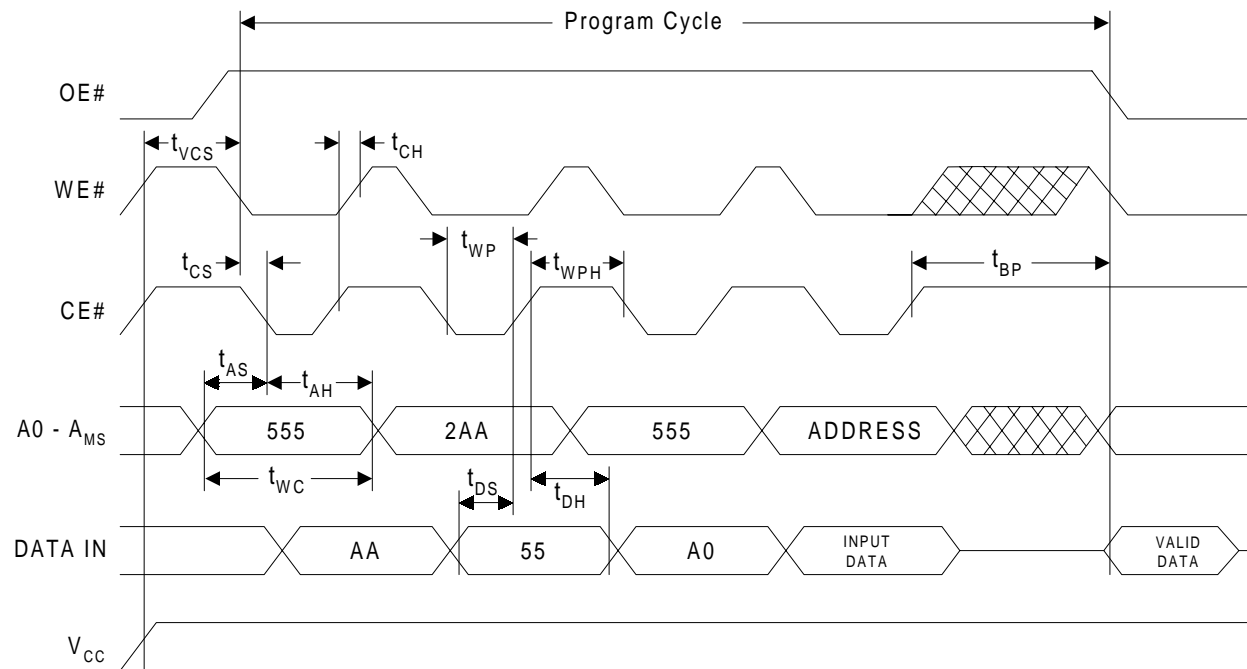 Program Cycle
OE#
tVCS
tCH
WE#
tCS
tWP
tWPH
tBP
CE#
tAS
tAH
A0 - AMS
555
2AA
555
ADDRESS
tWC
tDS
tDH
DATA IN
AA
55
A0
INPUT
DATA
VALID
DATA
VCC